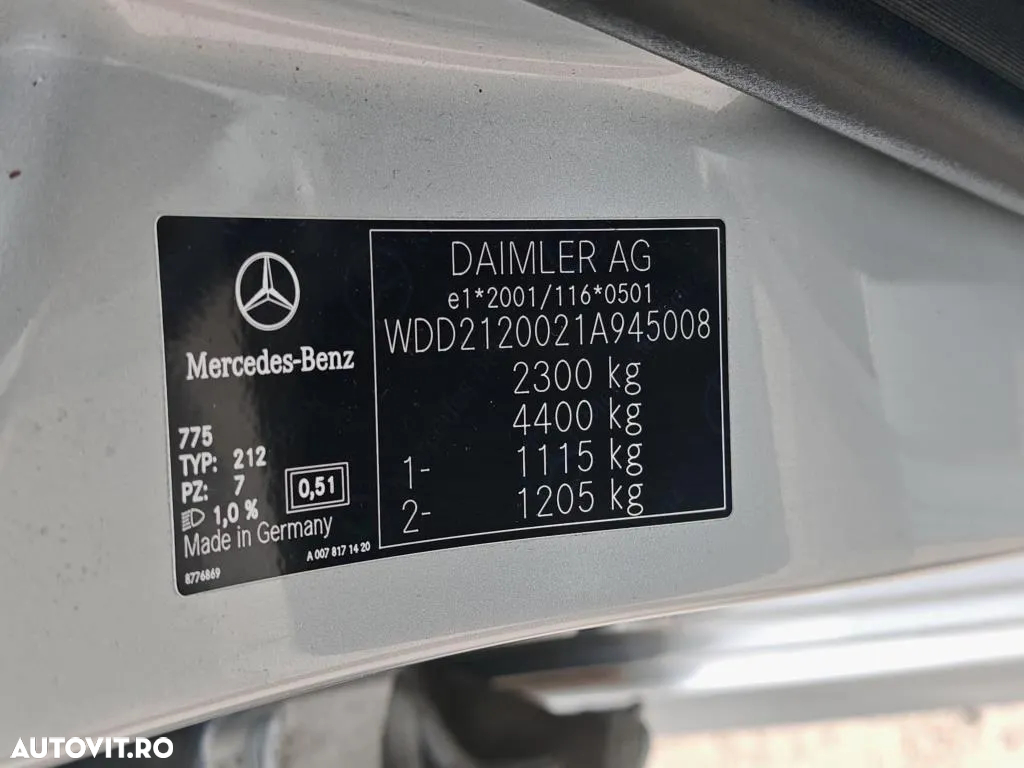 DAIMLER AG
e1*2001/116*0501
WDD2120021A945008
2300 kg
4400 kg
1- 1115 kg
2- 1205 kg
Mercedes-Benz
775
TYP: 212
PZ: 7
0,51
1,0 %
Made in Germany
A 007 817 14 20
8776869
AUTOVIT.RO